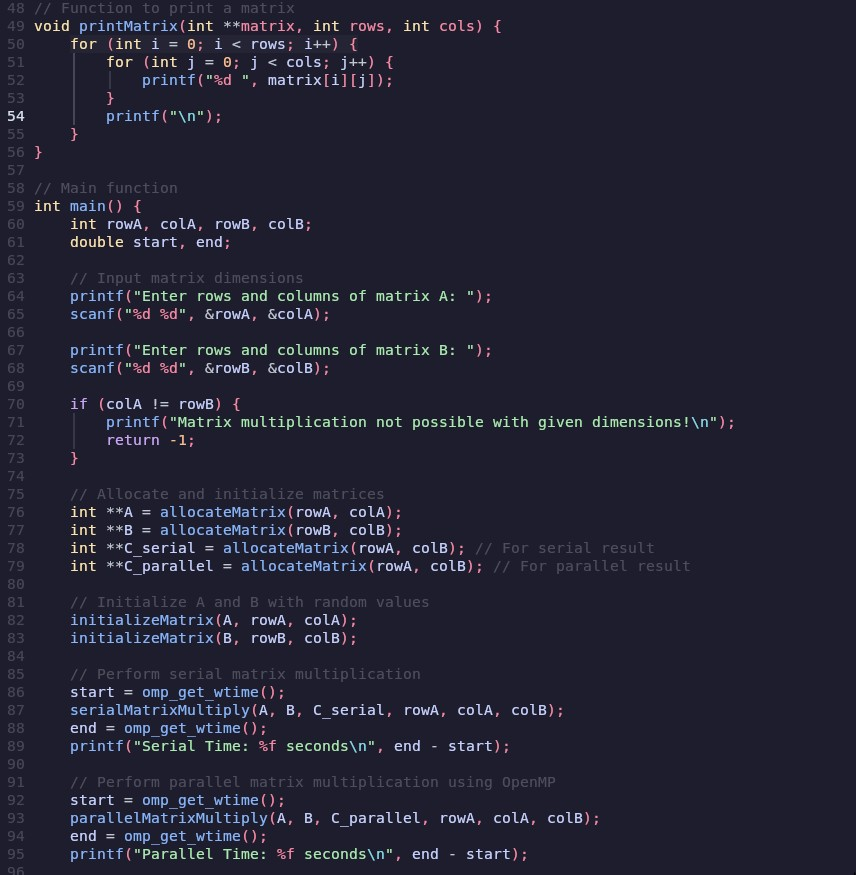 48 // Function to print a matrix
49 void printMatrix(int **matrix, int rows, int cols) {
50     for (int i = 0; i < rows; i++) {
51         for (int j = 0; j < cols; j++) {
52             printf("%d ", matrix[i][j]);
53         }
54         printf("\n");
55     }
56 }
57
58 // Main function
59 int main() {
60     int rowA, colA, rowB, colB;
61     double start, end;
62
63     // Input matrix dimensions
64     printf("Enter rows and columns of matrix A: ");
65     scanf("%d %d", &rowA, &colA);
66
67     printf("Enter rows and columns of matrix B: ");
68     scanf("%d %d", &rowB, &colB);
69
70     if (colA != rowB) {
71         printf("Matrix multiplication not possible with given dimensions!\n");
72         return -1;
73     }
74
75     // Allocate and initialize matrices
76     int **A = allocateMatrix(rowA, colA);
77     int **B = allocateMatrix(rowB, colB);
78     int **C_serial = allocateMatrix(rowA, colB); // For serial result
79     int **C_parallel = allocateMatrix(rowA, colB); // For parallel result
80
81     // Initialize A and B with random values
82     initializeMatrix(A, rowA, colA);
83     initializeMatrix(B, rowB, colB);
84
85     // Perform serial matrix multiplication
86     start = omp_get_wtime();
87     serialMatrixMultiply(A, B, C_serial, rowA, colA, colB);
88     end = omp_get_wtime();
89     printf("Serial Time: %f seconds\n", end - start);
90
91     // Perform parallel matrix multiplication using OpenMP
92     start = omp_get_wtime();
93     parallelMatrixMultiply(A, B, C_parallel, rowA, colA, colB);
94     end = omp_get_wtime();
95     printf("Parallel Time: %f seconds\n", end - start);
96